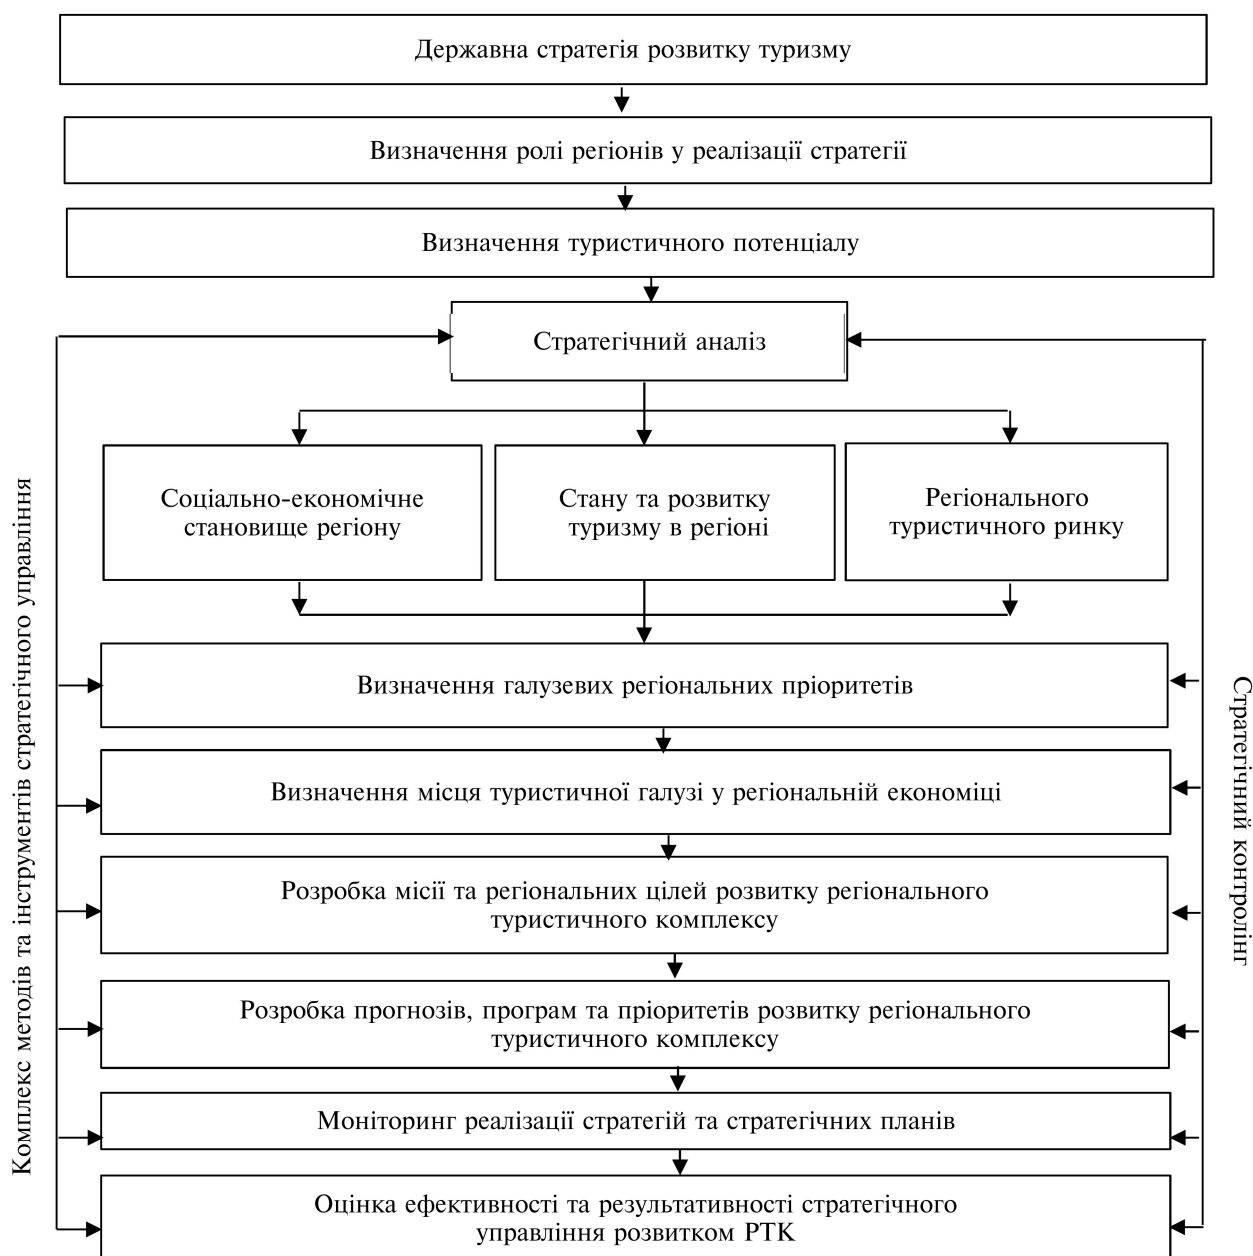 Державна стратегія розвитку туризму
Визначення ролі регіонів у реалізації стратегії
Визначення туристичного потенціалу
Стратегічний аналіз
Соціально-економічне
становище регіону
Стану та розвитку
туризму в регіоні
Регіонального
туристичного ринку
Визначення галузевих регіональних пріоритетів
Визначення місця туристичної галузі у регіональній економіці
Розробка місії та регіональних цілей розвитку регіонального
туристичного комплексу
Розробка прогнозів, програм та пріоритетів розвитку регіонального
туристичного комплексу
Моніторинг реалізації стратегій та стратегічних планів
Оцінка ефективності та результативності стратегічного
управління розвитком РТК
Комплекс методів та інструментів стратегічного управління
Стратегічний контролінг